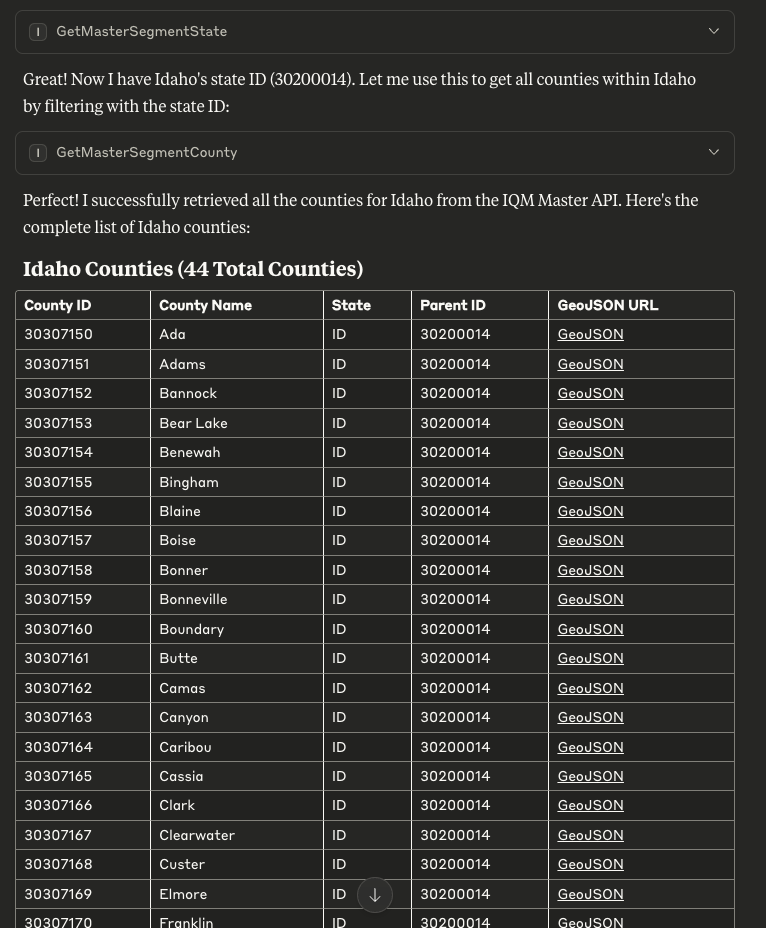 I GetMasterSegmentState
Great! Now I have Idaho's state ID (30200014). Let me use this to get all counties within Idaho
by filtering with the state ID:
I GetMasterSegmentCounty
Perfect! I successfully retrieved all the counties for Idaho from the IQM Master API. Here's the
complete list of Idaho counties:
Idaho Counties (44 Total Counties)
County ID County Name State Parent ID GeoJSON URL
30307150 Ada ID 30200014 GeoJSON
30307151 Adams ID 30200014 GeoJSON
30307152 Bannock ID 30200014 GeoJSON
30307153 Bear Lake ID 30200014 GeoJSON
30307154 Benewah ID 30200014 GeoJSON
30307155 Bingham ID 30200014 GeoJSON
30307156 Blaine ID 30200014 GeoJSON
30307157 Boise ID 30200014 GeoJSON
30307158 Bonner ID 30200014 GeoJSON
30307159 Bonneville ID 30200014 GeoJSON
30307160 Boundary ID 30200014 GeoJSON
30307161 Butte ID 30200014 GeoJSON
30307162 Camas ID 30200014 GeoJSON
30307163 Canyon ID 30200014 GeoJSON
30307164 Caribou ID 30200014 GeoJSON
30307165 Cassia ID 30200014 GeoJSON
30307166 Clark ID 30200014 GeoJSON
30307167 Clearwater ID 30200014 GeoJSON
30307168 Custer ID 30200014 GeoJSON
30307169 Elmore ID 30200014 GeoJSON
30307170 Franklin ID 30200014 GeoJSON